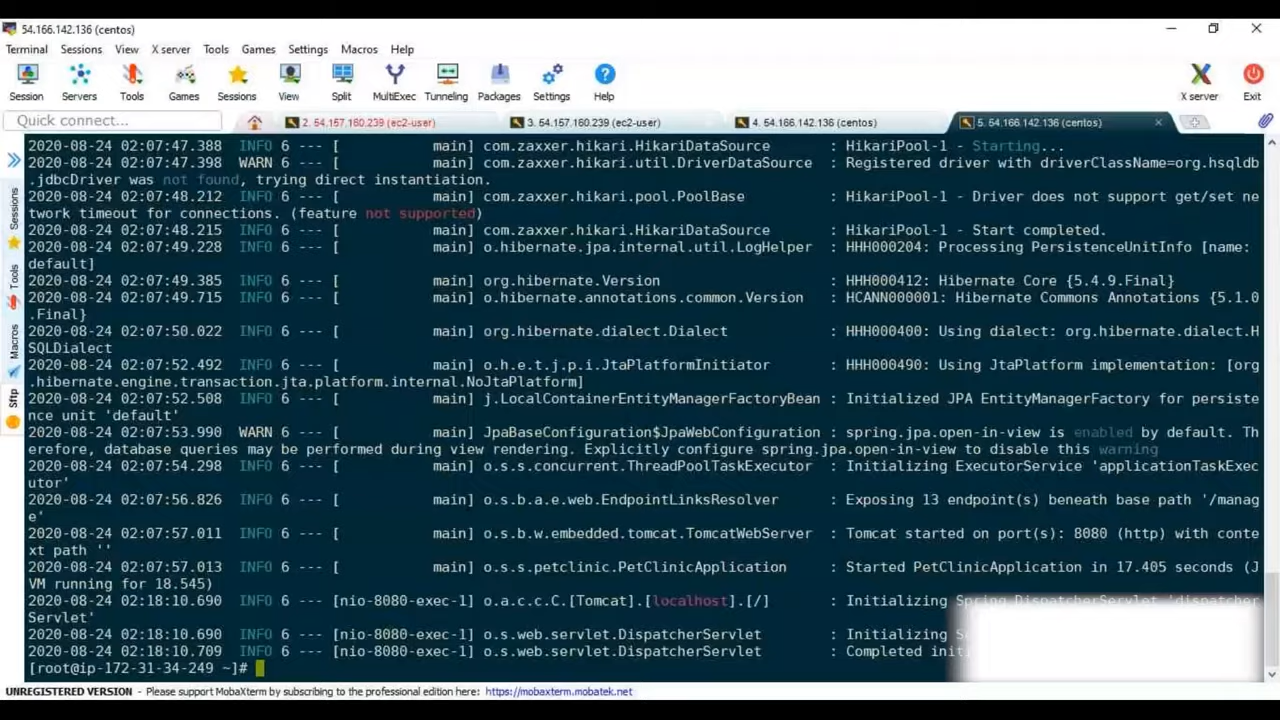 54.166.142.136 (centos)
Terminal Sessions View X server Tools Games Settings Macros Help
Session Servers Tools Games Sessions View Split MultiExec Tunneling Packages Settings Help X server Exit
Quick connect... 2. 54.157.160.239 (ec2-user) 3. 54.157.160.239 (ec2-user) 4. 54.166.142.136 (centos) 5. 54.166.142.136 (centos)
Sessions
Tools
Macros
Sftp
2020-08-24 02:07:47.388 INFO 6 --- [ main] com.zaxxer.hikari.HikariDataSource : HikariPool-1 - Starting...
2020-08-24 02:07:47.398 WARN 6 --- [ main] com.zaxxer.hikari.util.DriverDataSource : Registered driver with driverClassName=org.hsqldb
.jdbcDriver was not found, trying direct instantiation.
2020-08-24 02:07:48.212 INFO 6 --- [ main] com.zaxxer.hikari.pool.PoolBase : HikariPool-1 - Driver does not support get/set ne
twork timeout for connections. (feature not supported)
2020-08-24 02:07:48.215 INFO 6 --- [ main] com.zaxxer.hikari.HikariDataSource : HikariPool-1 - Start completed.
2020-08-24 02:07:49.228 INFO 6 --- [ main] o.hibernate.jpa.internal.util.LogHelper : HHH000204: Processing PersistenceUnitInfo [name:
default]
2020-08-24 02:07:49.385 INFO 6 --- [ main] org.hibernate.Version : HHH000412: Hibernate Core {5.4.9.Final}
2020-08-24 02:07:49.715 INFO 6 --- [ main] o.hibernate.annotations.common.Version : HCANN000001: Hibernate Commons Annotations {5.1.0
.Final}
2020-08-24 02:07:50.022 INFO 6 --- [ main] org.hibernate.dialect.Dialect : HHH000400: Using dialect: org.hibernate.dialect.H
SQLDialect
2020-08-24 02:07:52.492 INFO 6 --- [ main] o.h.e.t.j.p.i.JtaPlatformInitiator : HHH000490: Using JtaPlatform implementation: [org
.hibernate.engine.transaction.jta.platform.internal.NoJtaPlatform]
2020-08-24 02:07:52.508 INFO 6 --- [ main] j.LocalContainerEntityManagerFactoryBean : Initialized JPA EntityManagerFactory for persiste
nce unit 'default'
2020-08-24 02:07:53.990 WARN 6 --- [ main] JpaBaseConfiguration$JpaWebConfiguration : spring.jpa.open-in-view is enabled by default. Th
erefore, database queries may be performed during view rendering. Explicitly configure spring.jpa.open-in-view to disable this warning
2020-08-24 02:07:54.298 INFO 6 --- [ main] o.s.s.concurrent.ThreadPoolTaskExecutor : Initializing ExecutorService 'applicationTaskExec
utor'
2020-08-24 02:07:56.826 INFO 6 --- [ main] o.s.b.a.e.web.EndpointLinksResolver : Exposing 13 endpoint(s) beneath base path '/manag
e'
2020-08-24 02:07:57.011 INFO 6 --- [ main] o.s.b.w.embedded.tomcat.TomcatWebServer : Tomcat started on port(s): 8080 (http) with conte
xt path ''
2020-08-24 02:07:57.013 INFO 6 --- [ main] o.s.s.petclinic.PetClinicApplication : Started PetClinicApplication in 17.405 seconds (J
VM running for 18.545)
2020-08-24 02:18:10.690 INFO 6 --- [nio-8080-exec-1] o.a.c.c.C.[Tomcat].[localhost].[/] : Initializing Spring DispatcherServlet 'dispatcher
Servlet'
2020-08-24 02:18:10.690 INFO 6 --- [nio-8080-exec-1] o.s.web.servlet.DispatcherServlet : Initializing
2020-08-24 02:18:10.709 INFO 6 --- [nio-8080-exec-1] o.s.web.servlet.DispatcherServlet : Completed
[root@ip-172-31-34-249 ~]#
UNREGISTERED VERSION - Please support MobaXterm by subscribing to the professional edition here: https://mobaxterm.mobatek.net